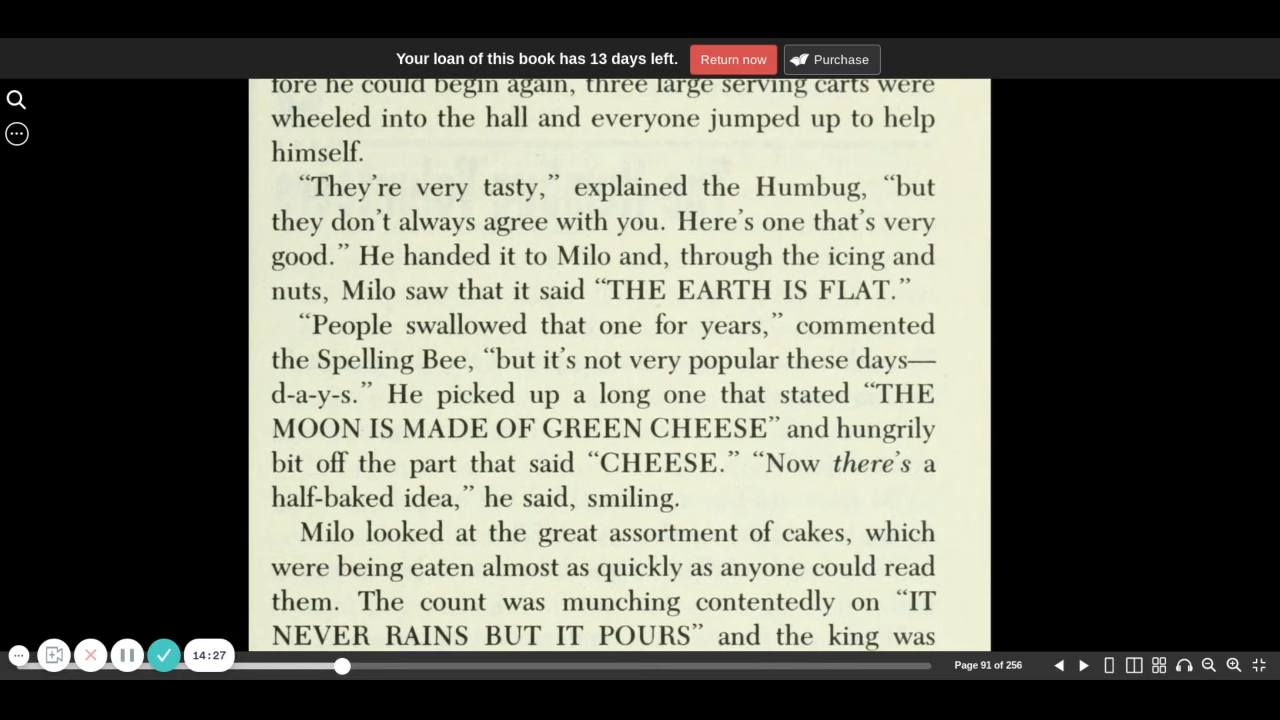 Your loan of this book has 13 days left. Return now Purchase
fore he could begin again, three large serving carts were
wheeled into the hall and everyone jumped up to help
himself.
“They’re very tasty,” explained the Humbug, “but
they don’t always agree with you. Here’s one that’s very
good.” He handed it to Milo and, through the icing and
nuts, Milo saw that it said “THE EARTH IS FLAT.”
“People swallowed that one for years,” commented
the Spelling Bee, “but it’s not very popular these days—
d-a-y-s.” He picked up a long one that stated “THE
MOON IS MADE OF GREEN CHEESE” and hungrily
bit off the part that said “CHEESE.” “Now there’s a
half-baked idea,” he said, smiling.
Milo looked at the great assortment of cakes, which
were being eaten almost as quickly as anyone could read
them. The count was munching contentedly on “IT
NEVER RAINS BUT IT POURS” and the king was
14:27
Page 91 of 256